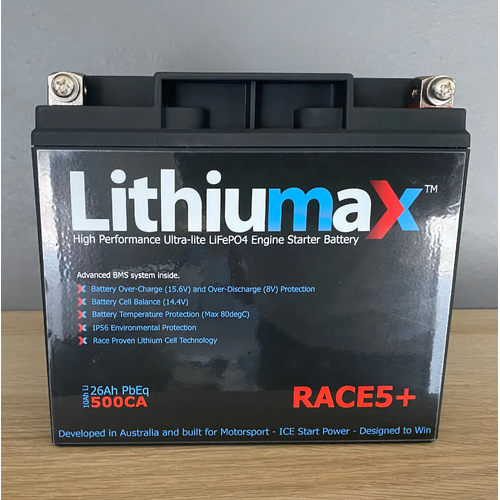 Lithiumax™
High Performance Ultra-lite LiFePO4 Engine Starter Battery
Advanced BMS system inside.
X Battery Over-Charge (15.6V) and Over-Discharge (8V) Protection
X Battery Cell Balance (14.4V)
X Battery Temperature Protection (Max 80degC)
X IP56 Environmental Protection
X Race Proven Lithium Cell Technology
10Ah Li
26Ah PbEq
500CA
RACE5+
Developed in Australia and built for Motorsport - ICE Start Power - Designed to Win